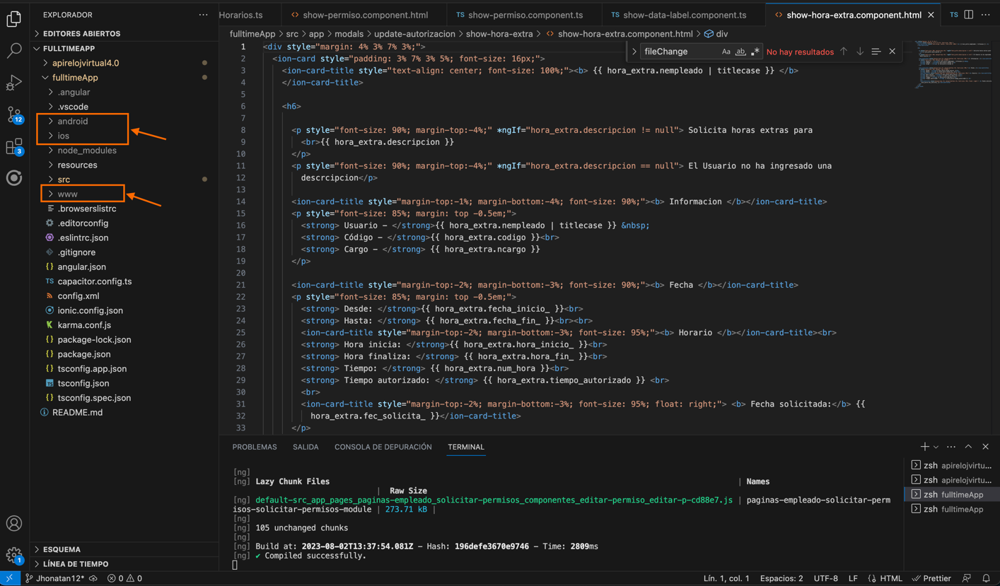 EXPLORADOR
EDITORES ABIERTOS
FULLTIMEAPP
apirelojvirtual4.0
fulltimeApp
.angular
.vscode
android
ios
node_modules
resources
src
www
.browserslistrc
.editorconfig
.eslintrc.json
.gitignore
{} angular.json
TS capacitor.config.ts
config.xml
ionic.config.json
karma.conf.js
{} package-lock.json
{} package.json
{} tsconfig.app.json
tsconfig.json
{} tsconfig.spec.json
README.md
ESQUEMA
LÍNEA DE TIEMPO
12
3
1
Horarios.ts
<> show-permiso.component.html
TS show-permiso.component.ts
TS show-data-label.component.ts
<> show-hora-extra.component.html
TS
fulltimeApp > src > app > modals > update-autorizacion > show-hora-extra > <> show-hora-extra.component.html > div
fileChange
Aa ab .*
No hay resultados
1 <div style="margin: 4% 3% 7% 3%;">
2 <ion-card style="padding: 3% 7% 3% 5%; font-size: 16px;">
3 <ion-card-title style="text-align: center; font-size: 100%;"><b> {{ hora_extra.nempleado | titlecase }} </b>
4 </ion-card-title>
5
6 <h6>
7
8 <p style="font-size: 90%; margin-top:-4%;" *ngIf="hora_extra.descripcion != null"> Solicita horas extras para
9 <br>{{ hora_extra.descripcion }}
10 </p>
11 <p style="font-size: 90%; margin-top:-4%;" *ngIf="hora_extra.descripcion == null"> El Usuario no ha ingresado una
12 descrcipcion</p>
13
14 <ion-card-title style="margin-top:-1%; margin-bottom:-4%; font-size: 90%;"><b> Informacion </b></ion-card-title>
15 <p style="font-size: 85%; margin: top -0.5em;">
16 <strong> Usuario - </strong>{{ hora_extra.nempleado | titlecase }} &nbsp;
17 <strong> Código - </strong>{{ hora_extra.codigo }}<br>
18 <strong> Cargo - </strong> {{ hora_extra.ncargo }}
19 </p>
20
21 <ion-card-title style="margin-top:-2%; margin-bottom:-3%; font-size: 90%;"><b> Fecha </b></ion-card-title>
22 <p style="font-size: 85%; margin: top -0.5em;">
23 <strong> Desde: </strong>{{ hora_extra.fecha_inicio_ }}<br>
24 <strong> Hasta: </strong> {{ hora_extra.fecha_fin_ }}<br><br>
25 <ion-card-title style="margin-top:-2%; margin-bottom:-3%; font-size: 95%;"><b> Horario </b></ion-card-title><br>
26 <strong> Hora inicia: </strong>{{ hora_extra.hora_inicio_ }}<br>
27 <strong> Hora finaliza: </strong> {{ hora_extra.hora_fin_ }}<br>
28 <strong> Tiempo: </strong> {{ hora_extra.num_hora }}<br>
29 <strong> Tiempo autorizado: </strong> {{ hora_extra.tiempo_autorizado }} <br>
30 <br>
31 <ion-card-title style="margin-top:-2%; margin-bottom:-3%; font-size: 95%; float: right;"> <b> Fecha solicitada:</b> {{
32 hora_extra.fec_solicita_ }}</ion-card-title>
33 </p>
PROBLEMAS
SALIDA
CONSOLA DE DEPURACIÓN
TERMINAL
[ng]
[ng] Lazy Chunk Files | Names
| Raw Size
[ng] default-src_app_pages_paginas-empleado_solicitar-permisos_componentes_editar-permiso_editar-p-cd88e7.js | paginas-empleado-solicitar-perm
isos-solicitar-permisos-module | 273.71 kB |
[ng]
[ng] 105 unchanged chunks
[ng]
[ng] Build at: 2023-08-02T13:37:54.081Z - Hash: 196defe3670e9746 - Time: 2809ms
[ng] ✔ Compiled successfully.
zsh apirelojvirtu...
zsh apirelojvirtu...
zsh fulltimeApp
zsh fulltimeApp
Jhonatan12*
0
0
Lín. 1, col. 1
Espacios: 2
UTF-8
LF
{} HTML
Prettier